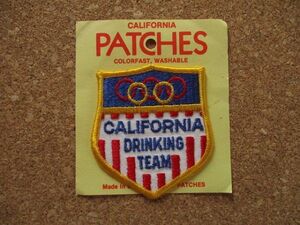 CALIFORNIA
PATCHES
COLORFAST, WASHABLE
CALIFORNIA
DRINKING
TEAM
Made in
PATCHES